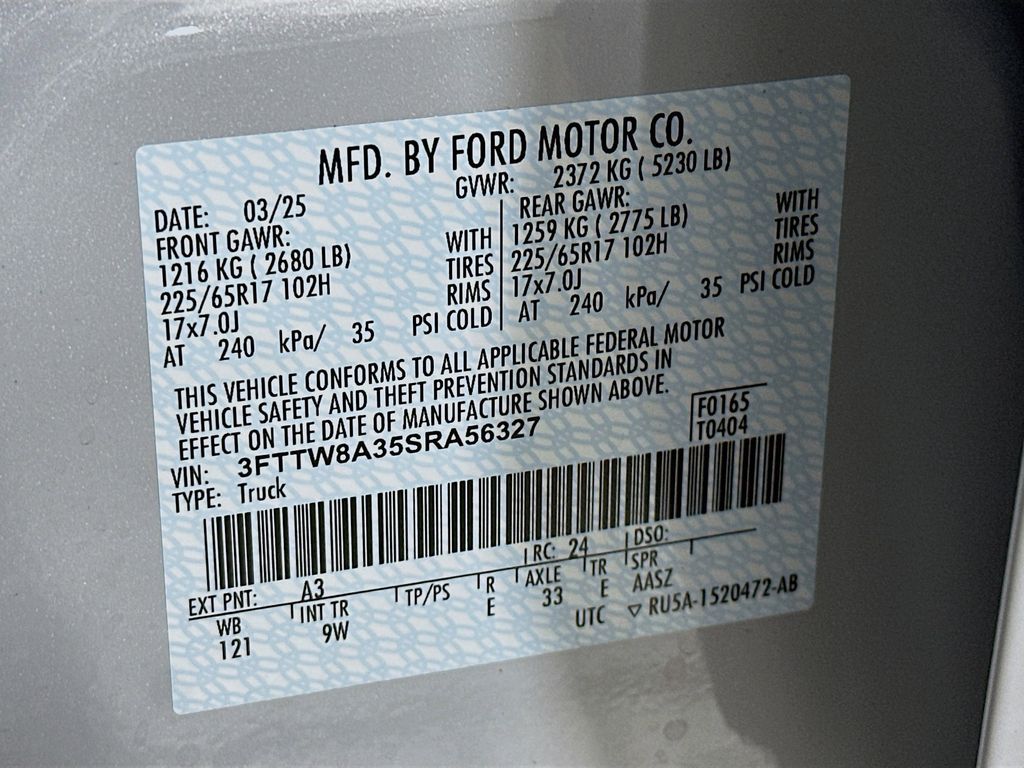 MFD. BY FORD MOTOR CO.
DATE: 03/25 GVWR: 2372 KG ( 5230 LB)
FRONT GAWR: REAR GAWR:
1216 KG ( 2680 LB) WITH 1259 KG ( 2775 LB) WITH
225/65R17 102H TIRES 225/65R17 102H TIRES
17x7.0J RIMS 17x7.0J RIMS
AT 240 kPa/ 35 PSI COLD AT 240 kPa/ 35 PSI COLD
THIS VEHICLE CONFORMS TO ALL APPLICABLE FEDERAL MOTOR
VEHICLE SAFETY AND THEFT PREVENTION STANDARDS IN
EFFECT ON THE DATE OF MANUFACTURE SHOWN ABOVE.
VIN: 3FTTW8A35SRA56327 F0165
TYPE: Truck T0404
EXT PNT: A3 RC: 24 DSO:
WB INT TR TP/PS R AXLE TR SPR
121 9W E 33 E AASZ
UTC ▽ RU5A-1520472-AB